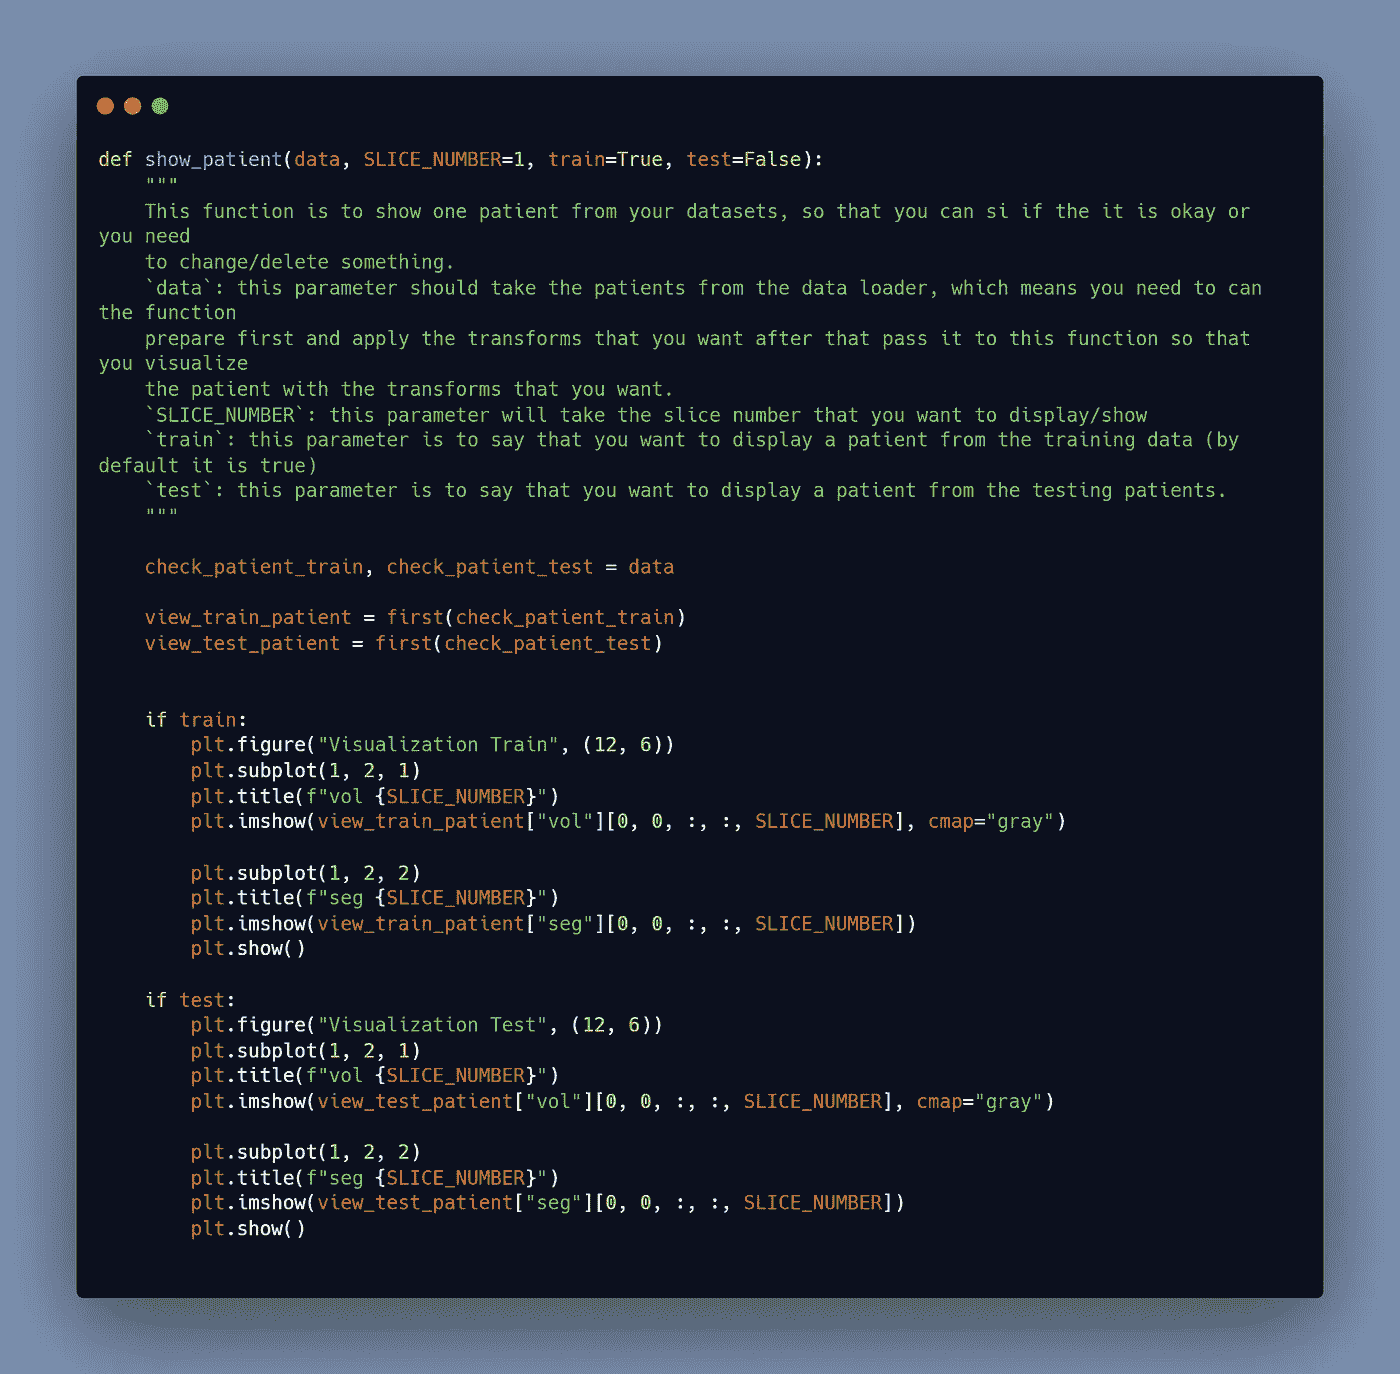 def show_patient(data, SLICE_NUMBER=1, train=True, test=False):
    """
    This function is to show one patient from your datasets, so that you can si if the it is okay or
you need
    to change/delete something.
    `data`: this parameter should take the patients from the data loader, which means you need to can
the function
    prepare first and apply the transforms that you want after that pass it to this function so that
you visualize
    the patient with the transforms that you want.
    `SLICE_NUMBER`: this parameter will take the slice number that you want to display/show
    `train`: this parameter is to say that you want to display a patient from the training data (by
default it is true)
    `test`: this parameter is to say that you want to display a patient from the testing patients.
    """
    check_patient_train, check_patient_test = data
    view_train_patient = first(check_patient_train)
    view_test_patient = first(check_patient_test)
    if train:
        plt.figure("Visualization Train", (12, 6))
        plt.subplot(1, 2, 1)
        plt.title(f"vol {SLICE_NUMBER}")
        plt.imshow(view_train_patient["vol"][0, 0, :, :, SLICE_NUMBER], cmap="gray")
        plt.subplot(1, 2, 2)
        plt.title(f"seg {SLICE_NUMBER}")
        plt.imshow(view_train_patient["seg"][0, 0, :, :, SLICE_NUMBER])
        plt.show()
    if test:
        plt.figure("Visualization Test", (12, 6))
        plt.subplot(1, 2, 1)
        plt.title(f"vol {SLICE_NUMBER}")
        plt.imshow(view_test_patient["vol"][0, 0, :, :, SLICE_NUMBER], cmap="gray")
        plt.subplot(1, 2, 2)
        plt.title(f"seg {SLICE_NUMBER}")
        plt.imshow(view_test_patient["seg"][0, 0, :, :, SLICE_NUMBER])
        plt.show()